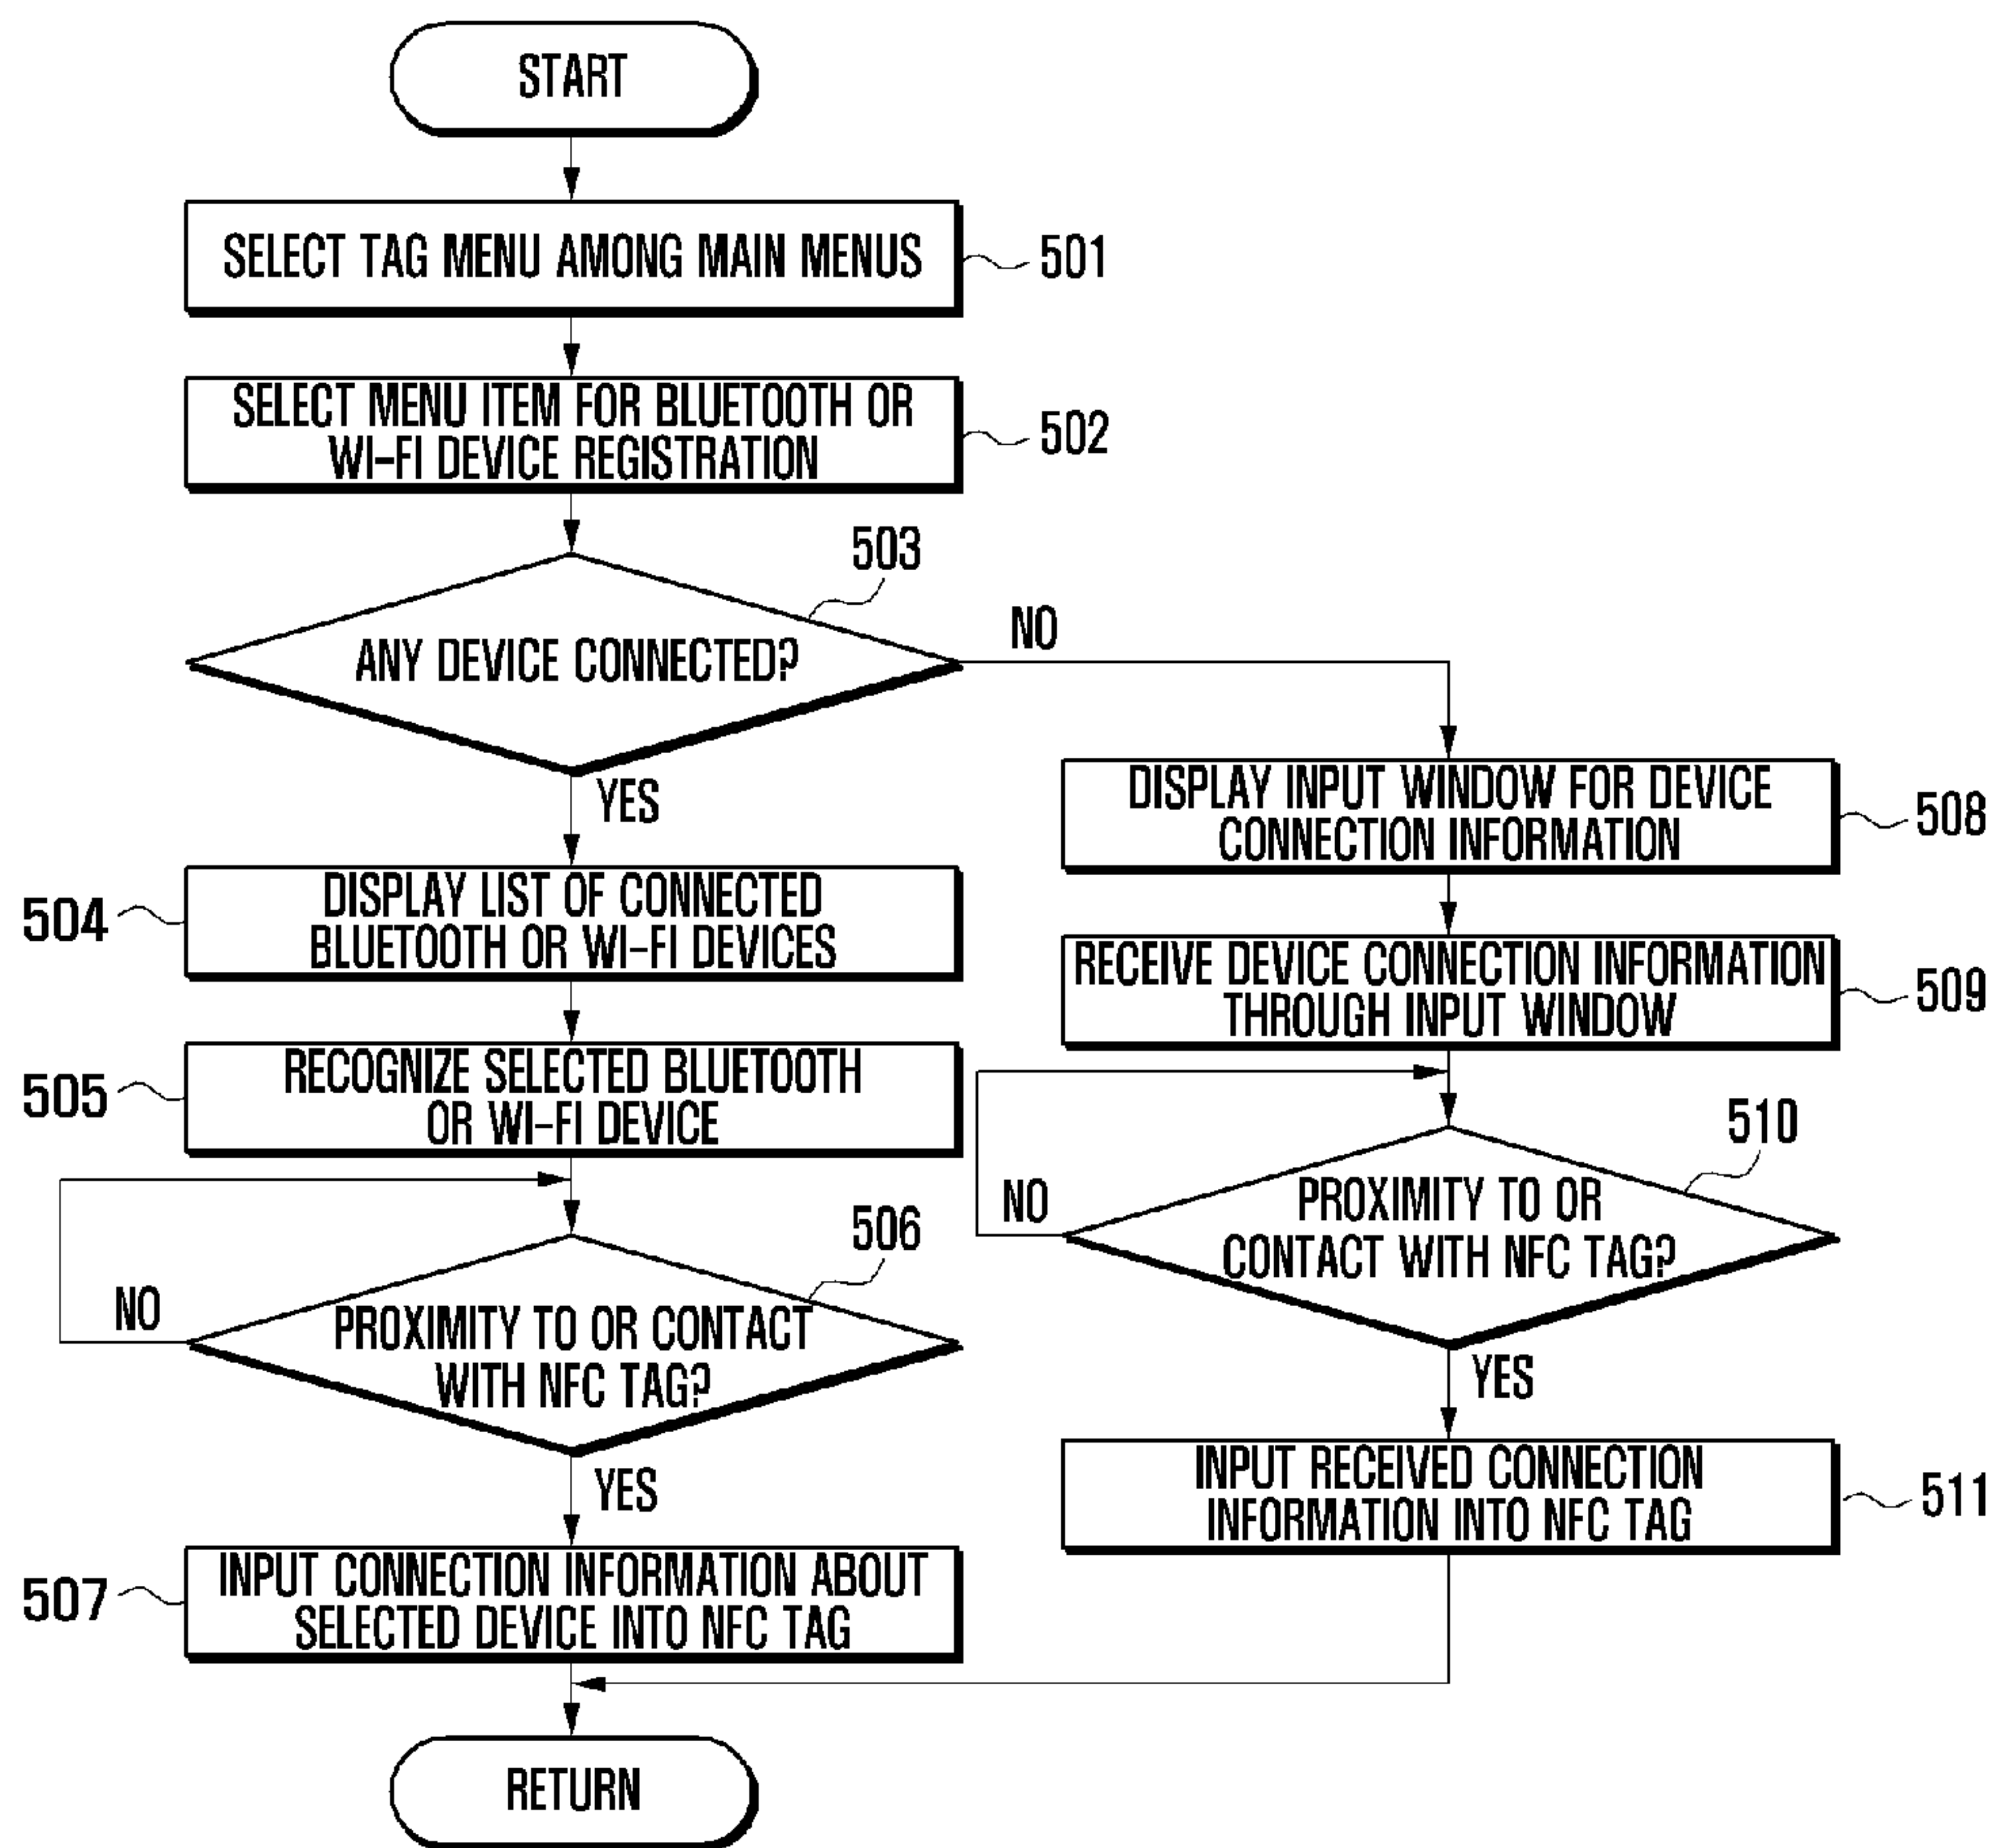 START
SELECT TAG MENU AMONG MAIN MENUS
501
SELECT MENU ITEM FOR BLUETOOTH OR
WI-FI DEVICE REGISTRATION
502
503
ANY DEVICE CONNECTED?
NO
YES
504
DISPLAY LIST OF CONNECTED
BLUETOOTH OR WI-FI DEVICES
505
RECOGNIZE SELECTED BLUETOOTH
OR WI-FI DEVICE
506
PROXIMITY TO OR CONTACT
WITH NFC TAG?
NO
YES
507
INPUT CONNECTION INFORMATION ABOUT
SELECTED DEVICE INTO NFC TAG
DISPLAY INPUT WINDOW FOR DEVICE
CONNECTION INFORMATION
508
RECEIVE DEVICE CONNECTION INFORMATION
THROUGH INPUT WINDOW
509
510
PROXIMITY TO OR
CONTACT WITH NFC TAG?
NO
YES
INPUT RECEIVED CONNECTION
INFORMATION INTO NFC TAG
511
RETURN